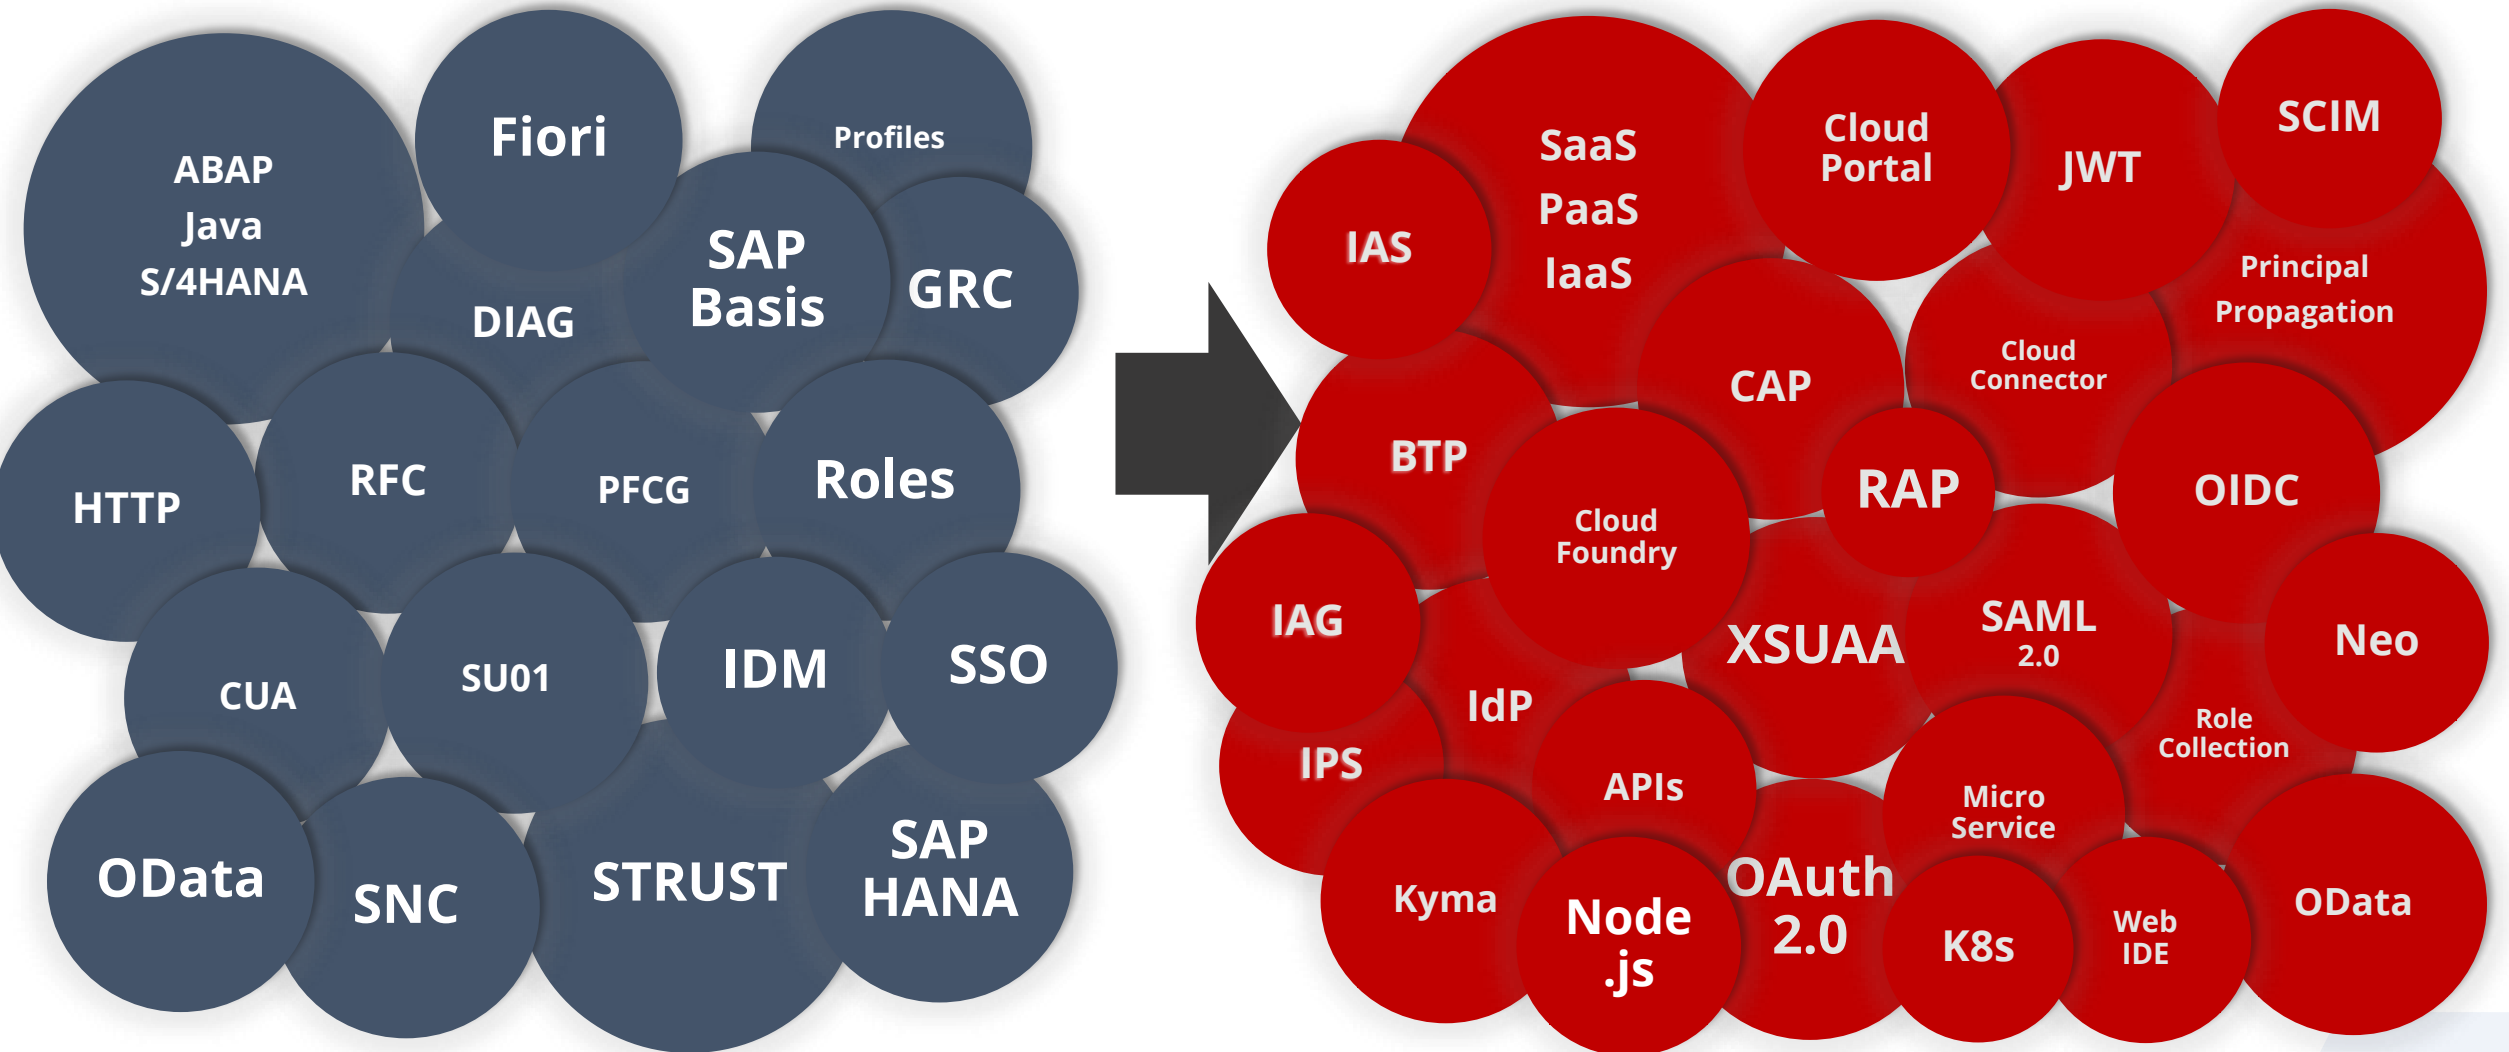 ABAP
Java
S/4HANA
Fiori
Profiles
DIAG
SAP
Basis
GRC
HTTP
RFC
PFCG
Roles
CUA
SU01
IDM
SSO
OData
SNC
STRUST
SAP
HANA
IAS
SaaS
PaaS
IaaS
Cloud
Portal
JWT
SCIM
Principal
Propagation
BTP
CAP
Cloud
Connector
Cloud
Foundry
RAP
OIDC
IAG
IdP
XSUAA
SAML
2.0
Neo
IPS
APIs
Micro
Service
Role
Collection
Kyma
Node
.js
OAuth
2.0
K8s
Web
IDE
OData